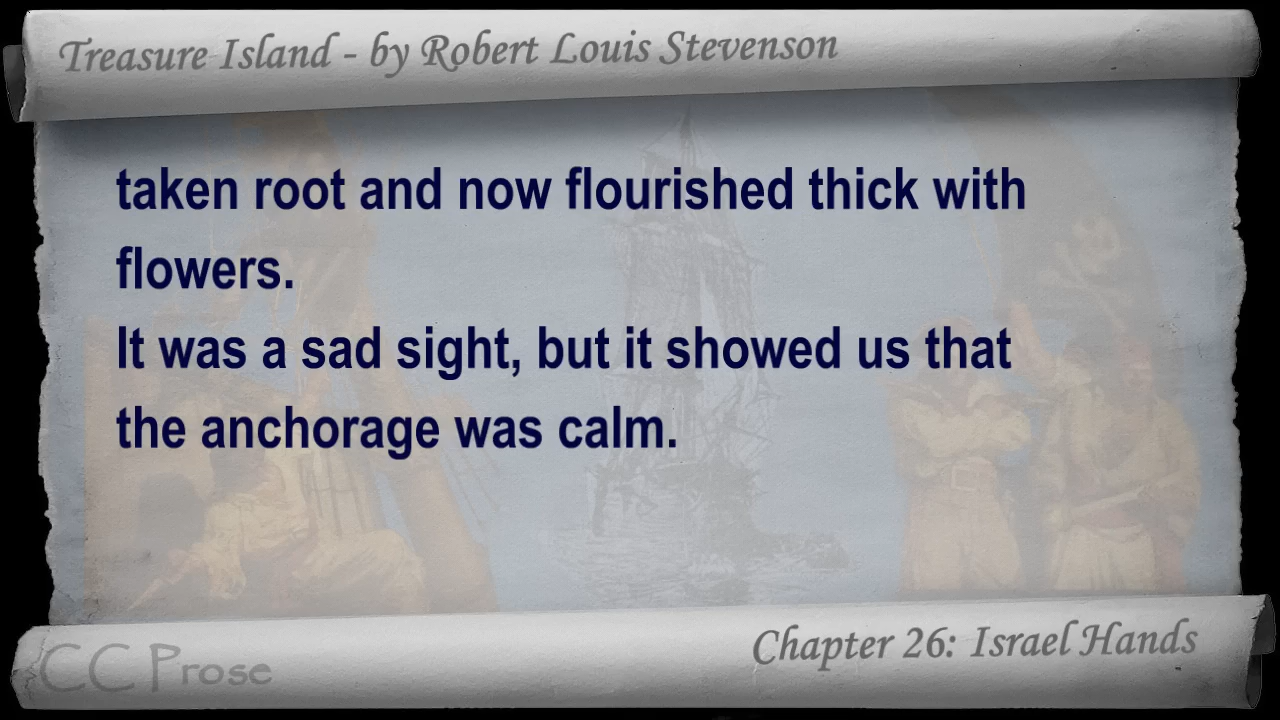 Treasure Island - by Robert Louis Stevenson
taken root and now flourished thick with
flowers.
It was a sad sight, but it showed us that
the anchorage was calm.
Chapter 26: Israel Hands
CC Prose